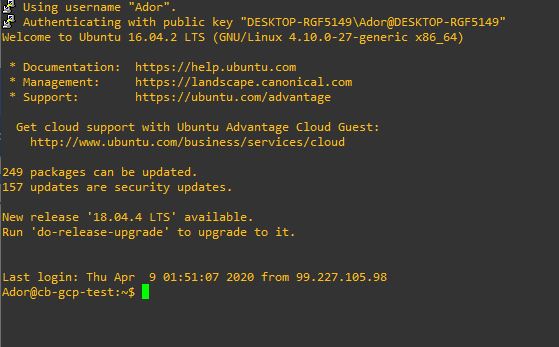 Using username "Ador".
Authenticating with public key "DESKTOP-RGF5149\Ador@DESKTOP-RGF5149"
Welcome to Ubuntu 16.04.2 LTS (GNU/Linux 4.10.0-27-generic x86_64)
* Documentation:  https://help.ubuntu.com
* Management:     https://landscape.canonical.com
* Support:        https://ubuntu.com/advantage
Get cloud support with Ubuntu Advantage Cloud Guest:
http://www.ubuntu.com/business/services/cloud
249 packages can be updated.
157 updates are security updates.
New release '18.04.4 LTS' available.
Run 'do-release-upgrade' to upgrade to it.
Last login: Thu Apr  9 01:51:07 2020 from 99.227.105.98
Ador@cb-gcp-test:~$